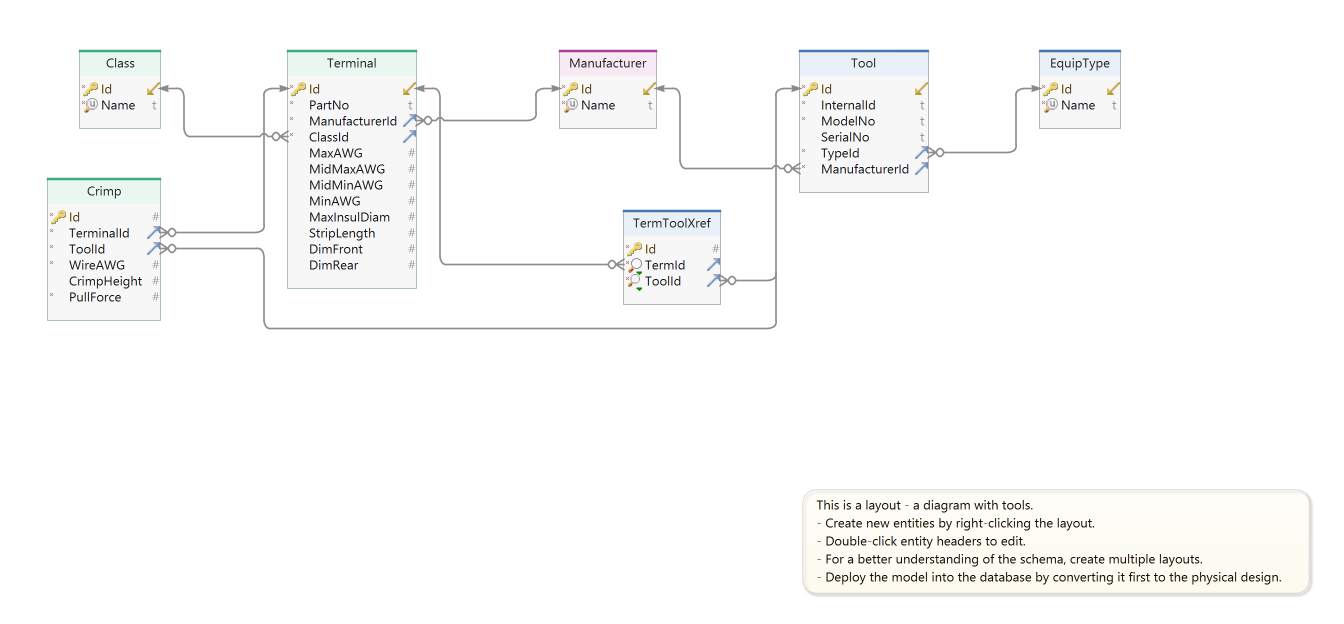 Class
Id
Name t
Terminal
Id
PartNo t
ManufacturerId
ClassId
MaxAWG #
MidMaxAWG #
MidMinAWG #
MinAWG #
MaxInsulDiam #
StripLength #
DimFront #
DimRear #
Manufacturer
Id
Name t
Tool
Id
InternalId t
ModelNo t
SerialNo t
TypeId
ManufacturerId
EquipType
Id
Name t
Crimp
Id #
TerminalId
ToolId
WireAWG #
CrimpHeight #
PullForce #
TermToolXref
Id #
TermId
ToolId
This is a layout - a diagram with tools.
- Create new entities by right-clicking the layout.
- Double-click entity headers to edit.
- For a better understanding of the schema, create multiple layouts.
- Deploy the model into the database by converting it first to the physical design.